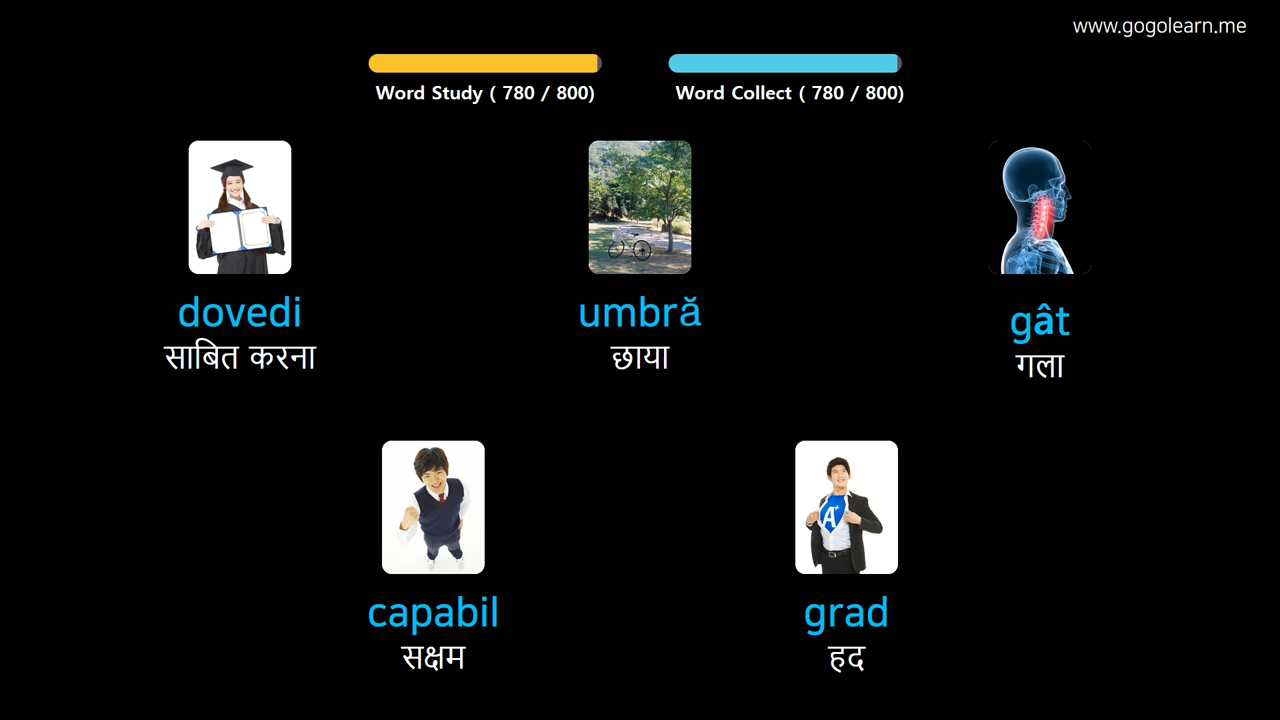 www.gogolearn.me
Word Study ( 780 / 800)
Word Collect ( 780 / 800)
dovedi
साबित करना
umbră
छाया
gât
गला
capabil
सक्षम
A+
grad
हद